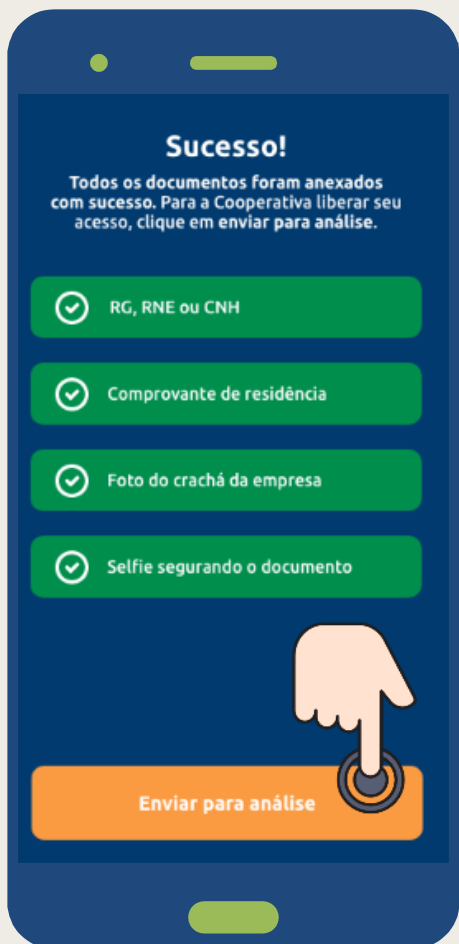 Sucesso!
Todos os documentos foram anexados
com sucesso. Para a Cooperativa liberar seu
acesso, clique em enviar para análise.
RG, RNE ou CNH
Comprovante de residência
Foto do crachá da empresa
Selfie segurando o documento
Enviar para análise